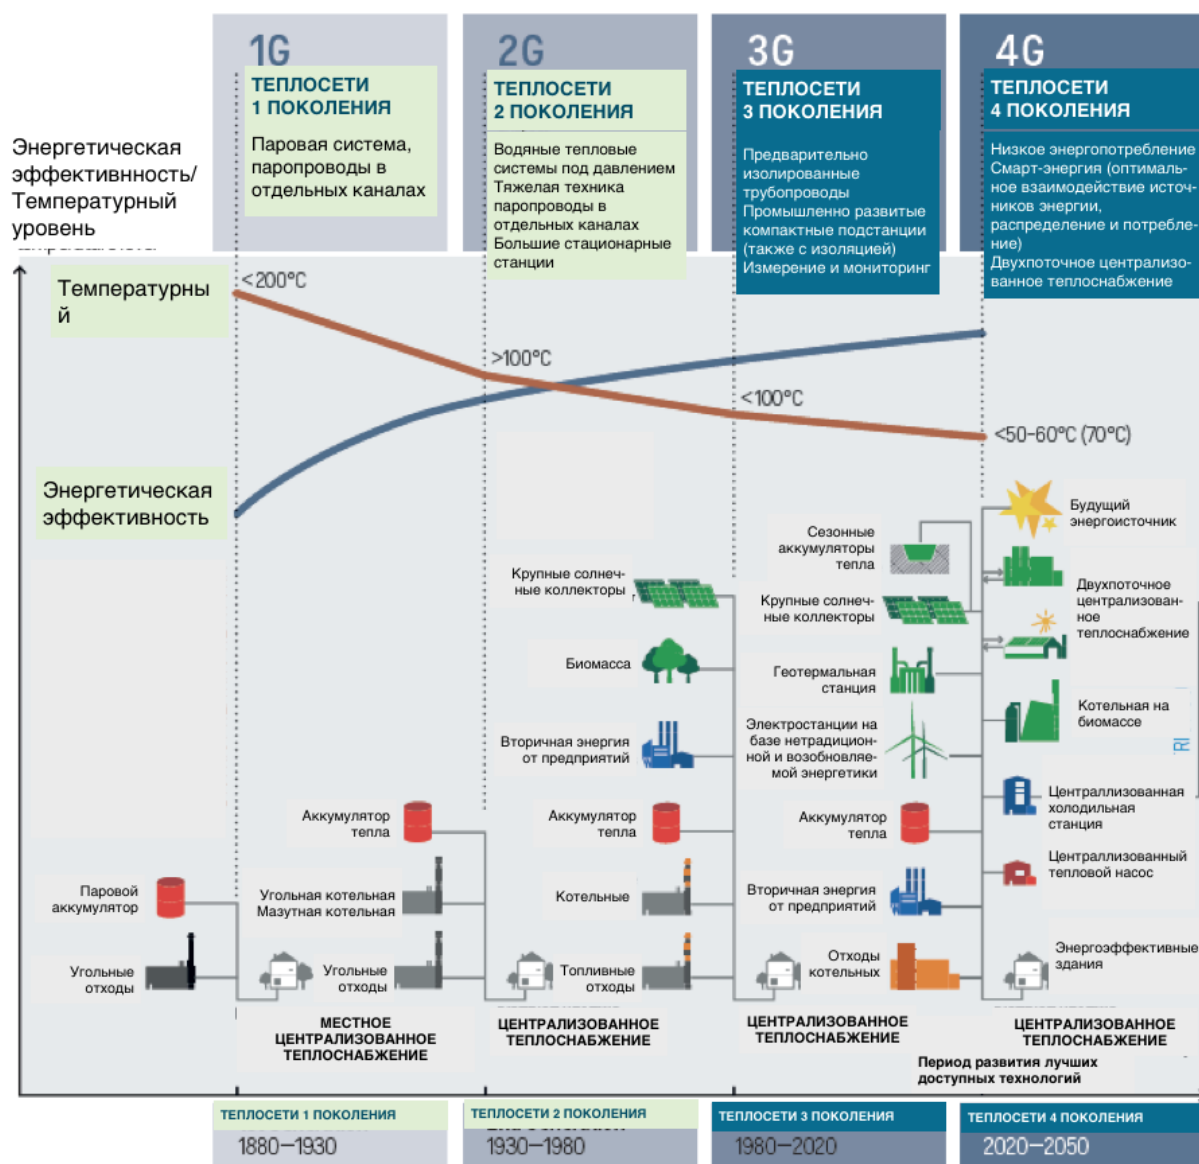 1G
ТЕПЛОСЕТИ
1 ПОКОЛЕНИЯ
Паровая система,
паропроводы в
отдельных каналах
2G
ТЕПЛОСЕТИ
2 ПОКОЛЕНИЯ
Водяные тепловые
системы под давлением
Тяжелая техника
паропроводы в
отдельных каналах
Большие стационарные
станции
3G
ТЕПЛОСЕТИ
3 ПОКОЛЕНИЯ
Предварительно
изолированные
трубопроводы
Промышленно развитые
компактные подстанции
(также с изоляцией)
Измерение и мониторинг
4G
ТЕПЛОСЕТИ
4 ПОКОЛЕНИЯ
Низкое энергопотребление
Смарт-энергия (оптималь-
ное взаимодействие источ-
ников энергии,
распределение и потребле-
ние)
Двухпоточное централизо-
ванное теплоснабжение
Энергетическая
эффективнность/
Температурный
уровень
Температурны
й
<200°C
>100°C
<100°C
<50-60°C (70°C)
Энергетическая
эффективность
Паровой
аккумулятор
Угольные
отходы
Аккумулятор
тепла
Угольная котельная
Мазутная котельная
Угольные
отходы
МЕСТНОЕ
ЦЕНТРАЛИЗОВАННОЕ
ТЕПЛОСНАБЖЕНИЕ
Крупные солнеч-
ные коллекторы
Биомасса
Вторичная энергия
от предприятий
Аккумулятор
тепла
Котельные
Топливные
отходы
ЦЕНТРАЛИЗОВАННОЕ
ТЕПЛОСНАБЖЕНИЕ
Сезонные
аккумуляторы
тепла
Крупные солнеч-
ные коллекторы
Геотермальная
станция
Электростанции на
базе нетрадицион-
ной и возобновляе-
мой энергетики
Аккумулятор
тепла
Вторичная энергия
от предприятий
Отходы
котельных
ЦЕНТРАЛИЗОВАННОЕ
ТЕПЛОСНАБЖЕНИЕ
Будущий
энергоисточник
Двухпоточное
централизован-
ное
теплоснабжение
Котельная на
биомассе
RI
Централлизованная
холодильная
станция
Централлизованный
тепловой насос
Энергоэффективные
здания
ЦЕНТРАЛИЗОВАННОЕ
ТЕПЛОСНАБЖЕНИЕ
Период развития лучших
доступных технологий
ТЕПЛОСЕТИ 1 ПОКОЛЕНИЯ
1880—1930
ТЕПЛОСЕТИ 2 ПОКОЛЕНИЯ
1930—1980
ТЕПЛОСЕТИ 3 ПОКОЛЕНИЯ
1980—2020
ТЕПЛОСЕТИ 4 ПОКОЛЕНИЯ
2020—2050